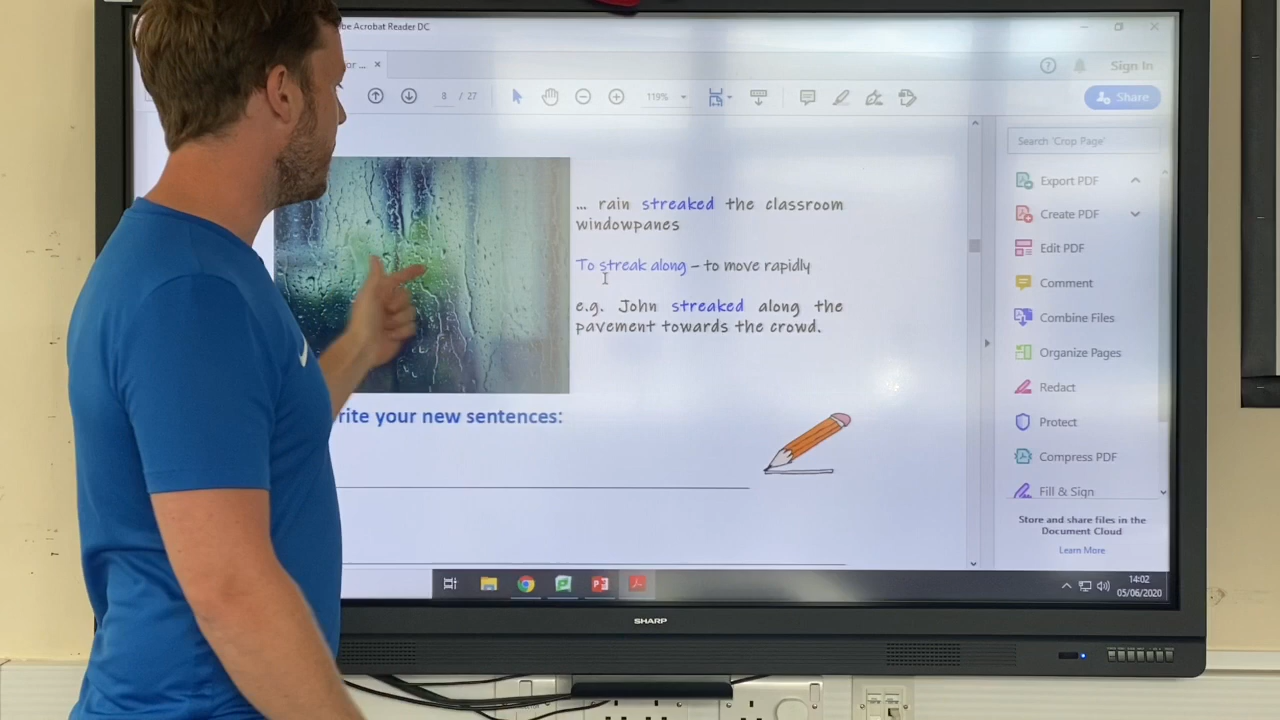 be Acrobat Reader DC
or ... ×
Sign In
8 / 27
119%
Share
Search 'Crop Page'
... rain streaked the classroom
windowpanes
To streak along – to move rapidly
e.g. John streaked along the
pavement towards the crowd.
rite your new sentences:
Export PDF
Create PDF
Edit PDF
Comment
Combine Files
Organize Pages
Redact
Protect
Compress PDF
Fill & Sign
Store and share files in the
Document Cloud
Learn More
14:02
05/06/2020
SHARP